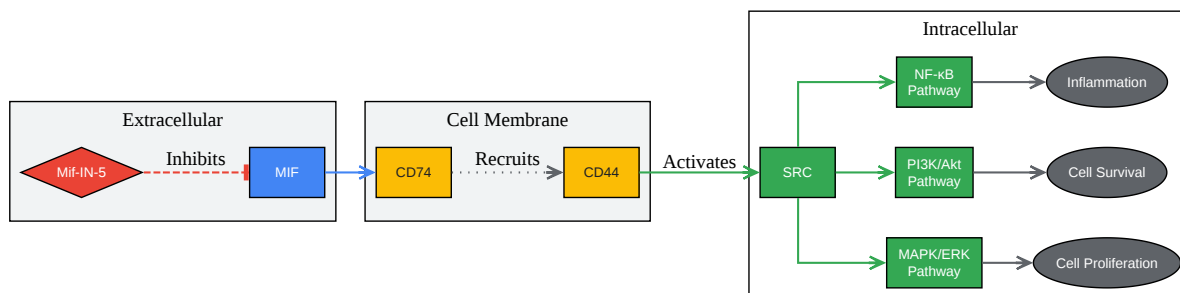 Intracellular
NF-κB
Pathway
Inflammation
Extracellular
Cell Membrane
Mif-IN-5
Inhibits
MIF
CD74
Recruits
CD44
Activates
SRC
PI3K/Akt
Pathway
Cell Survival
MAPK/ERK
Pathway
Cell Proliferation